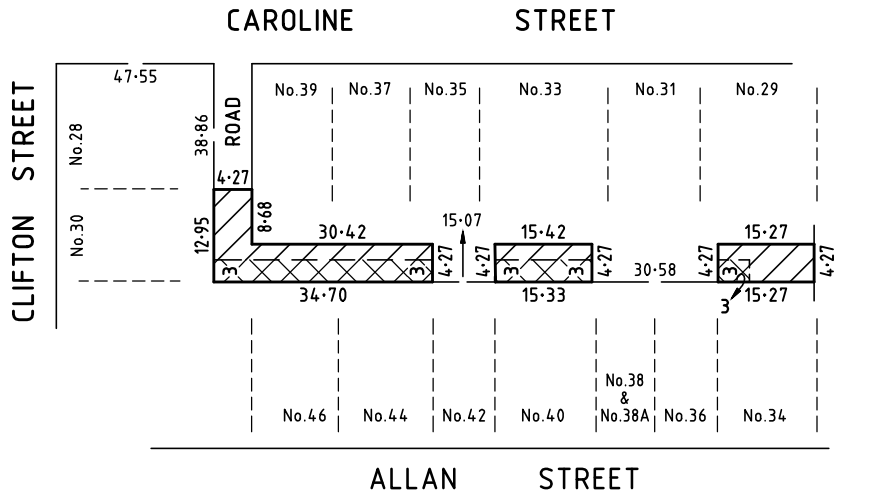 CAROLINE STREET
47·55
No.39 No.37 No.35 No.33 No.31 No.29
CLIFTON STREET
No.28
No.30
38·86
ROAD
4·27
12·95
8·68
30·42
15·07
15·42
15·27
3 3 4·27 4·27 3 3 4·27 30·58 4·27 3 4·27
34·70
15·33
3
15·27
No.38
&
No.46 No.44 No.42 No.40 No.38A No.36 No.34
ALLAN STREET